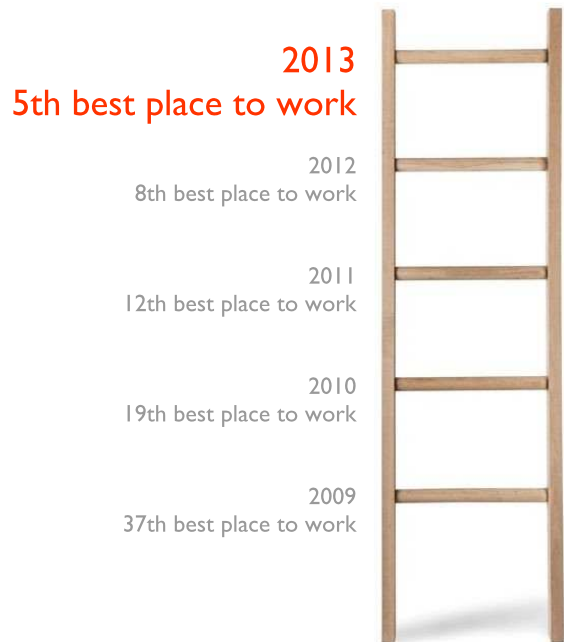 2013
5th best place to work
2012
8th best place to work
2011
12th best place to work
2010
19th best place to work
2009
37th best place to work